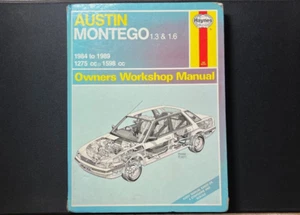 AUSTIN
Haynes
MONTEGO 1.3 & 1.6
1984 to 1989
1275 cc - 1598 cc
Owners Workshop Manual